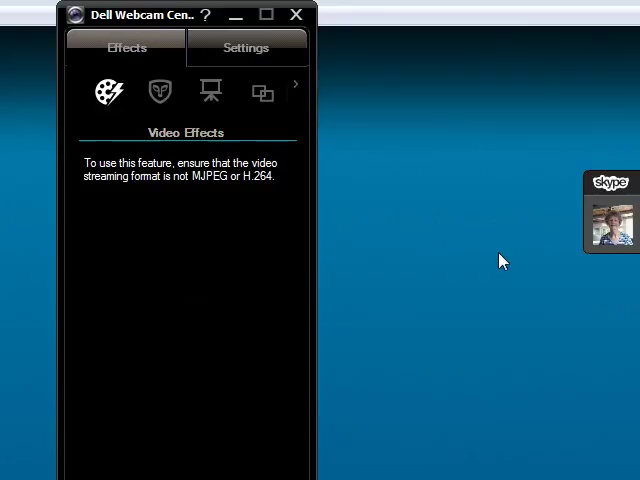 Dell Webcam Cen.. ?
Effects
Settings
Video Effects
To use this feature, ensure that the video
streaming format is not MJPEG or H.264.
skype